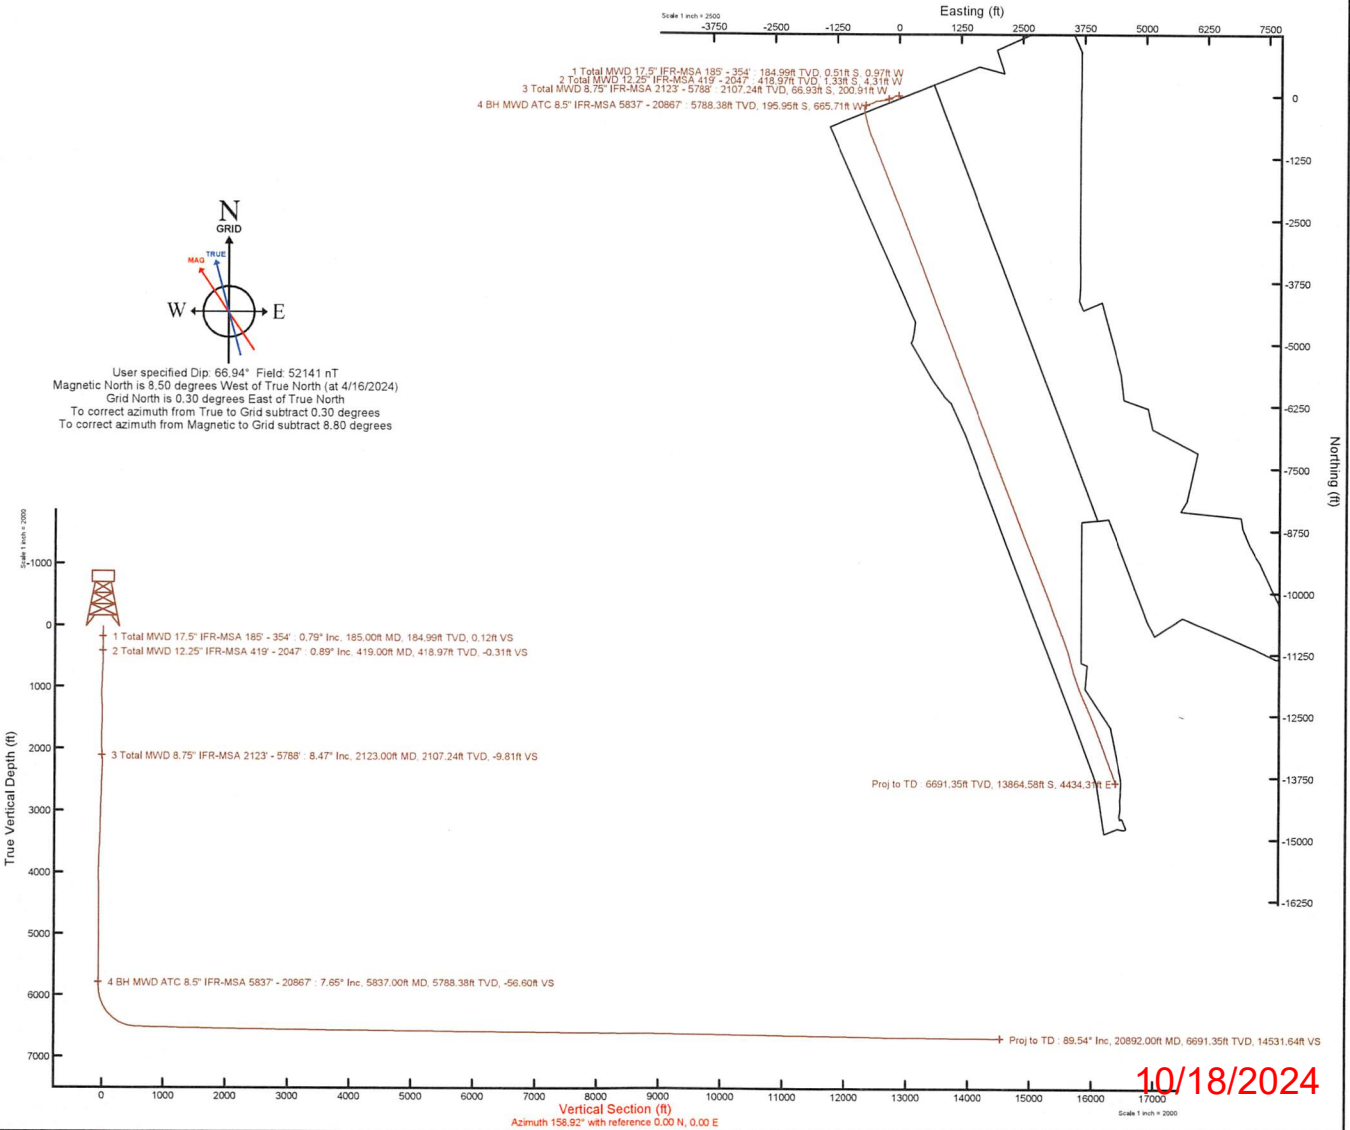 Scale 1 inch = 2500
Easting (ft)
-3750 -2500 -1250 0 1250 2500 3750 5000 6250 7500
1 Total MWD 17.5" IFR-MSA 185' - 354' : 184.99ft TVD, 0.51ft S, 0.97ft W
2 Total MWD 12.25" IFR-MSA 419' - 2047' : 418.97ft TVD, 1.33ft S, 4.31ft W
3 Total MWD 8.75" IFR-MSA 2123' - 5788' : 2107.24ft TVD, 66.93ft S, 200.91ft W
4 BH MWD ATC 8.5" IFR-MSA 5837' - 20867' : 5788.38ft TVD, 195.95ft S, 665.71ft W
0
-1250
-2500
-3750
-5000
-6250
-7500
-8750
-10000
-11250
-12500
-13750
-15000
-16250
Northing (ft)
Proj to TD : 6691.35ft TVD, 13864.58ft S, 4434.31ft E
N
GRID
TRUE
MAG
W E
User specified Dip: 66.94° Field: 52141 nT
Magnetic North is 8.50 degrees West of True North (at 4/16/2024)
Grid North is 0.30 degrees East of True North
To correct azimuth from True to Grid subtract 0.30 degrees
To correct azimuth from Magnetic to Grid subtract 8.80 degrees
Scale 1 inch = 2000
-1000
0
1000
2000
3000
4000
5000
6000
7000
True Vertical Depth (ft)
1 Total MWD 17.5" IFR-MSA 185' - 354' : 0.79° Inc, 185.00ft MD, 184.99ft TVD, 0.12ft VS
2 Total MWD 12.25" IFR-MSA 419' - 2047' : 0.89° Inc, 419.00ft MD, 418.97ft TVD, -0.31ft VS
3 Total MWD 8.75" IFR-MSA 2123' - 5788' : 8.47° Inc, 2123.00ft MD, 2107.24ft TVD, -9.81ft VS
4 BH MWD ATC 8.5" IFR-MSA 5837' - 20867' : 7.65° Inc, 5837.00ft MD, 5788.38ft TVD, -56.60ft VS
Proj to TD : 89.54° Inc, 20892.00ft MD, 6691.35ft TVD, 14531.64ft VS
10/18/2024
0 1000 2000 3000 4000 5000 6000 7000 8000 9000 10000 11000 12000 13000 14000 15000 16000 17000
Vertical Section (ft)
Azimuth 158.92° with reference 0.00 N, 0.00 E
Scale 1 inch = 2000